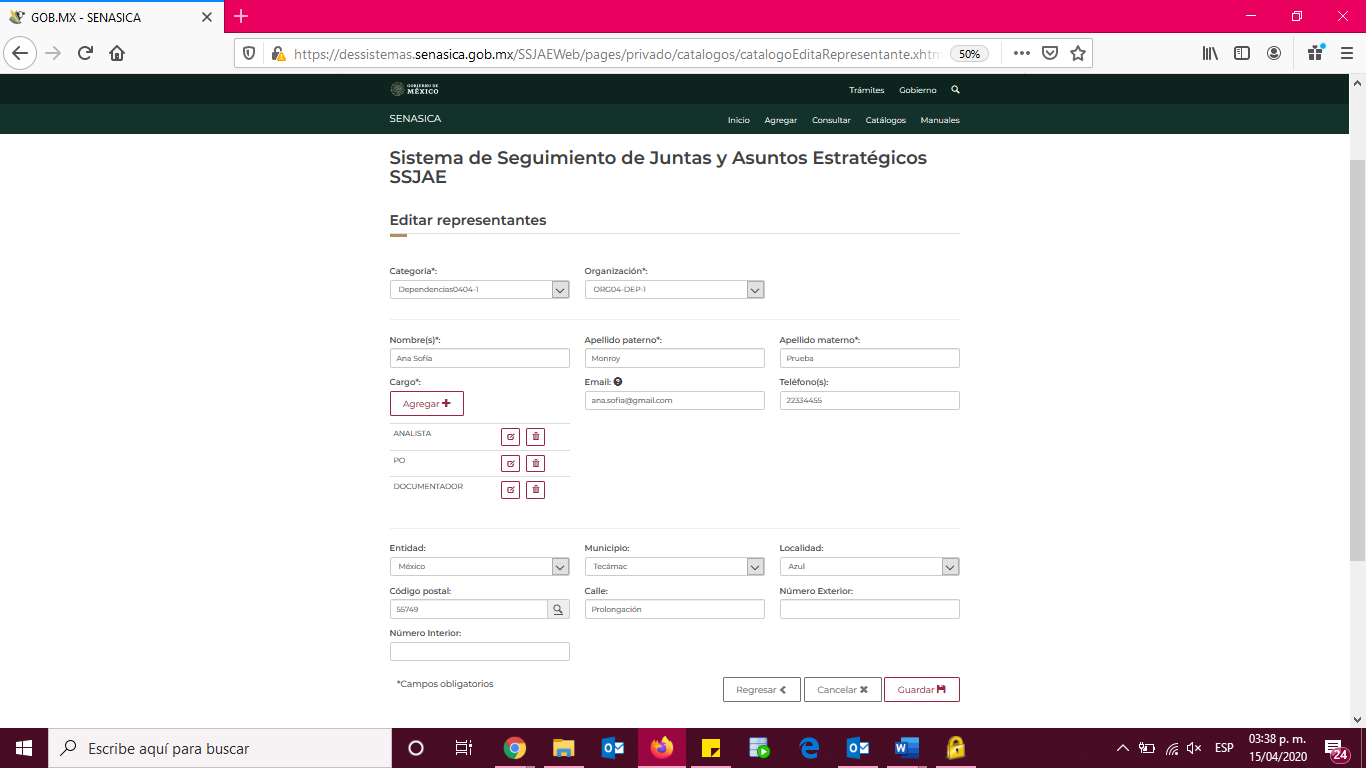 GOB.MX - SENASICA
https://dessistemas.senasica.gob.mx/SSJAEWeb/pages/privado/catalogos/catalogoEditaRepresentante.xhtm
50%
GOBIERNO DE
MÉXICO
Trámites Gobierno
SENASICA
Inicio Agregar Consultar Catálogos Manuales
Sistema de Seguimiento de Juntas y Asuntos Estratégicos
SSJAE
Editar representantes
Categoría*: Organización*:
Dependencias0404-1 ORG04-DEP-1
Nombre(s)*: Apellido paterno*: Apellido materno*:
Ana Sofía Monroy Prueba
Cargo*: Email: Teléfono(s):
Agregar ana.sofia@gmail.com 22334455
ANALISTA
PO
DOCUMENTADOR
Entidad: Municipio: Localidad:
México Tecámac Azul
Código postal: Calle: Número Exterior:
55749 Prolongación
Número Interior:
*Campos obligatorios
Regresar Cancelar Guardar
Escribe aquí para buscar
ESP
03:38 p. m.
15/04/2020
24